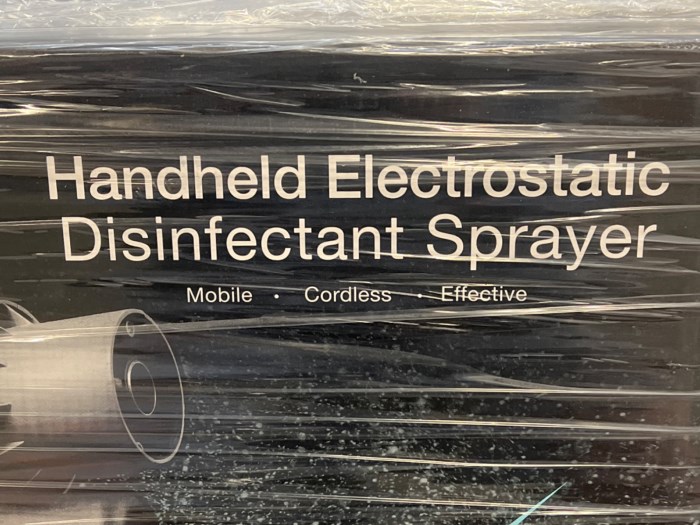 Handheld Electrostatic
Disinfectant Sprayer
Mobile • Cordless • Effective